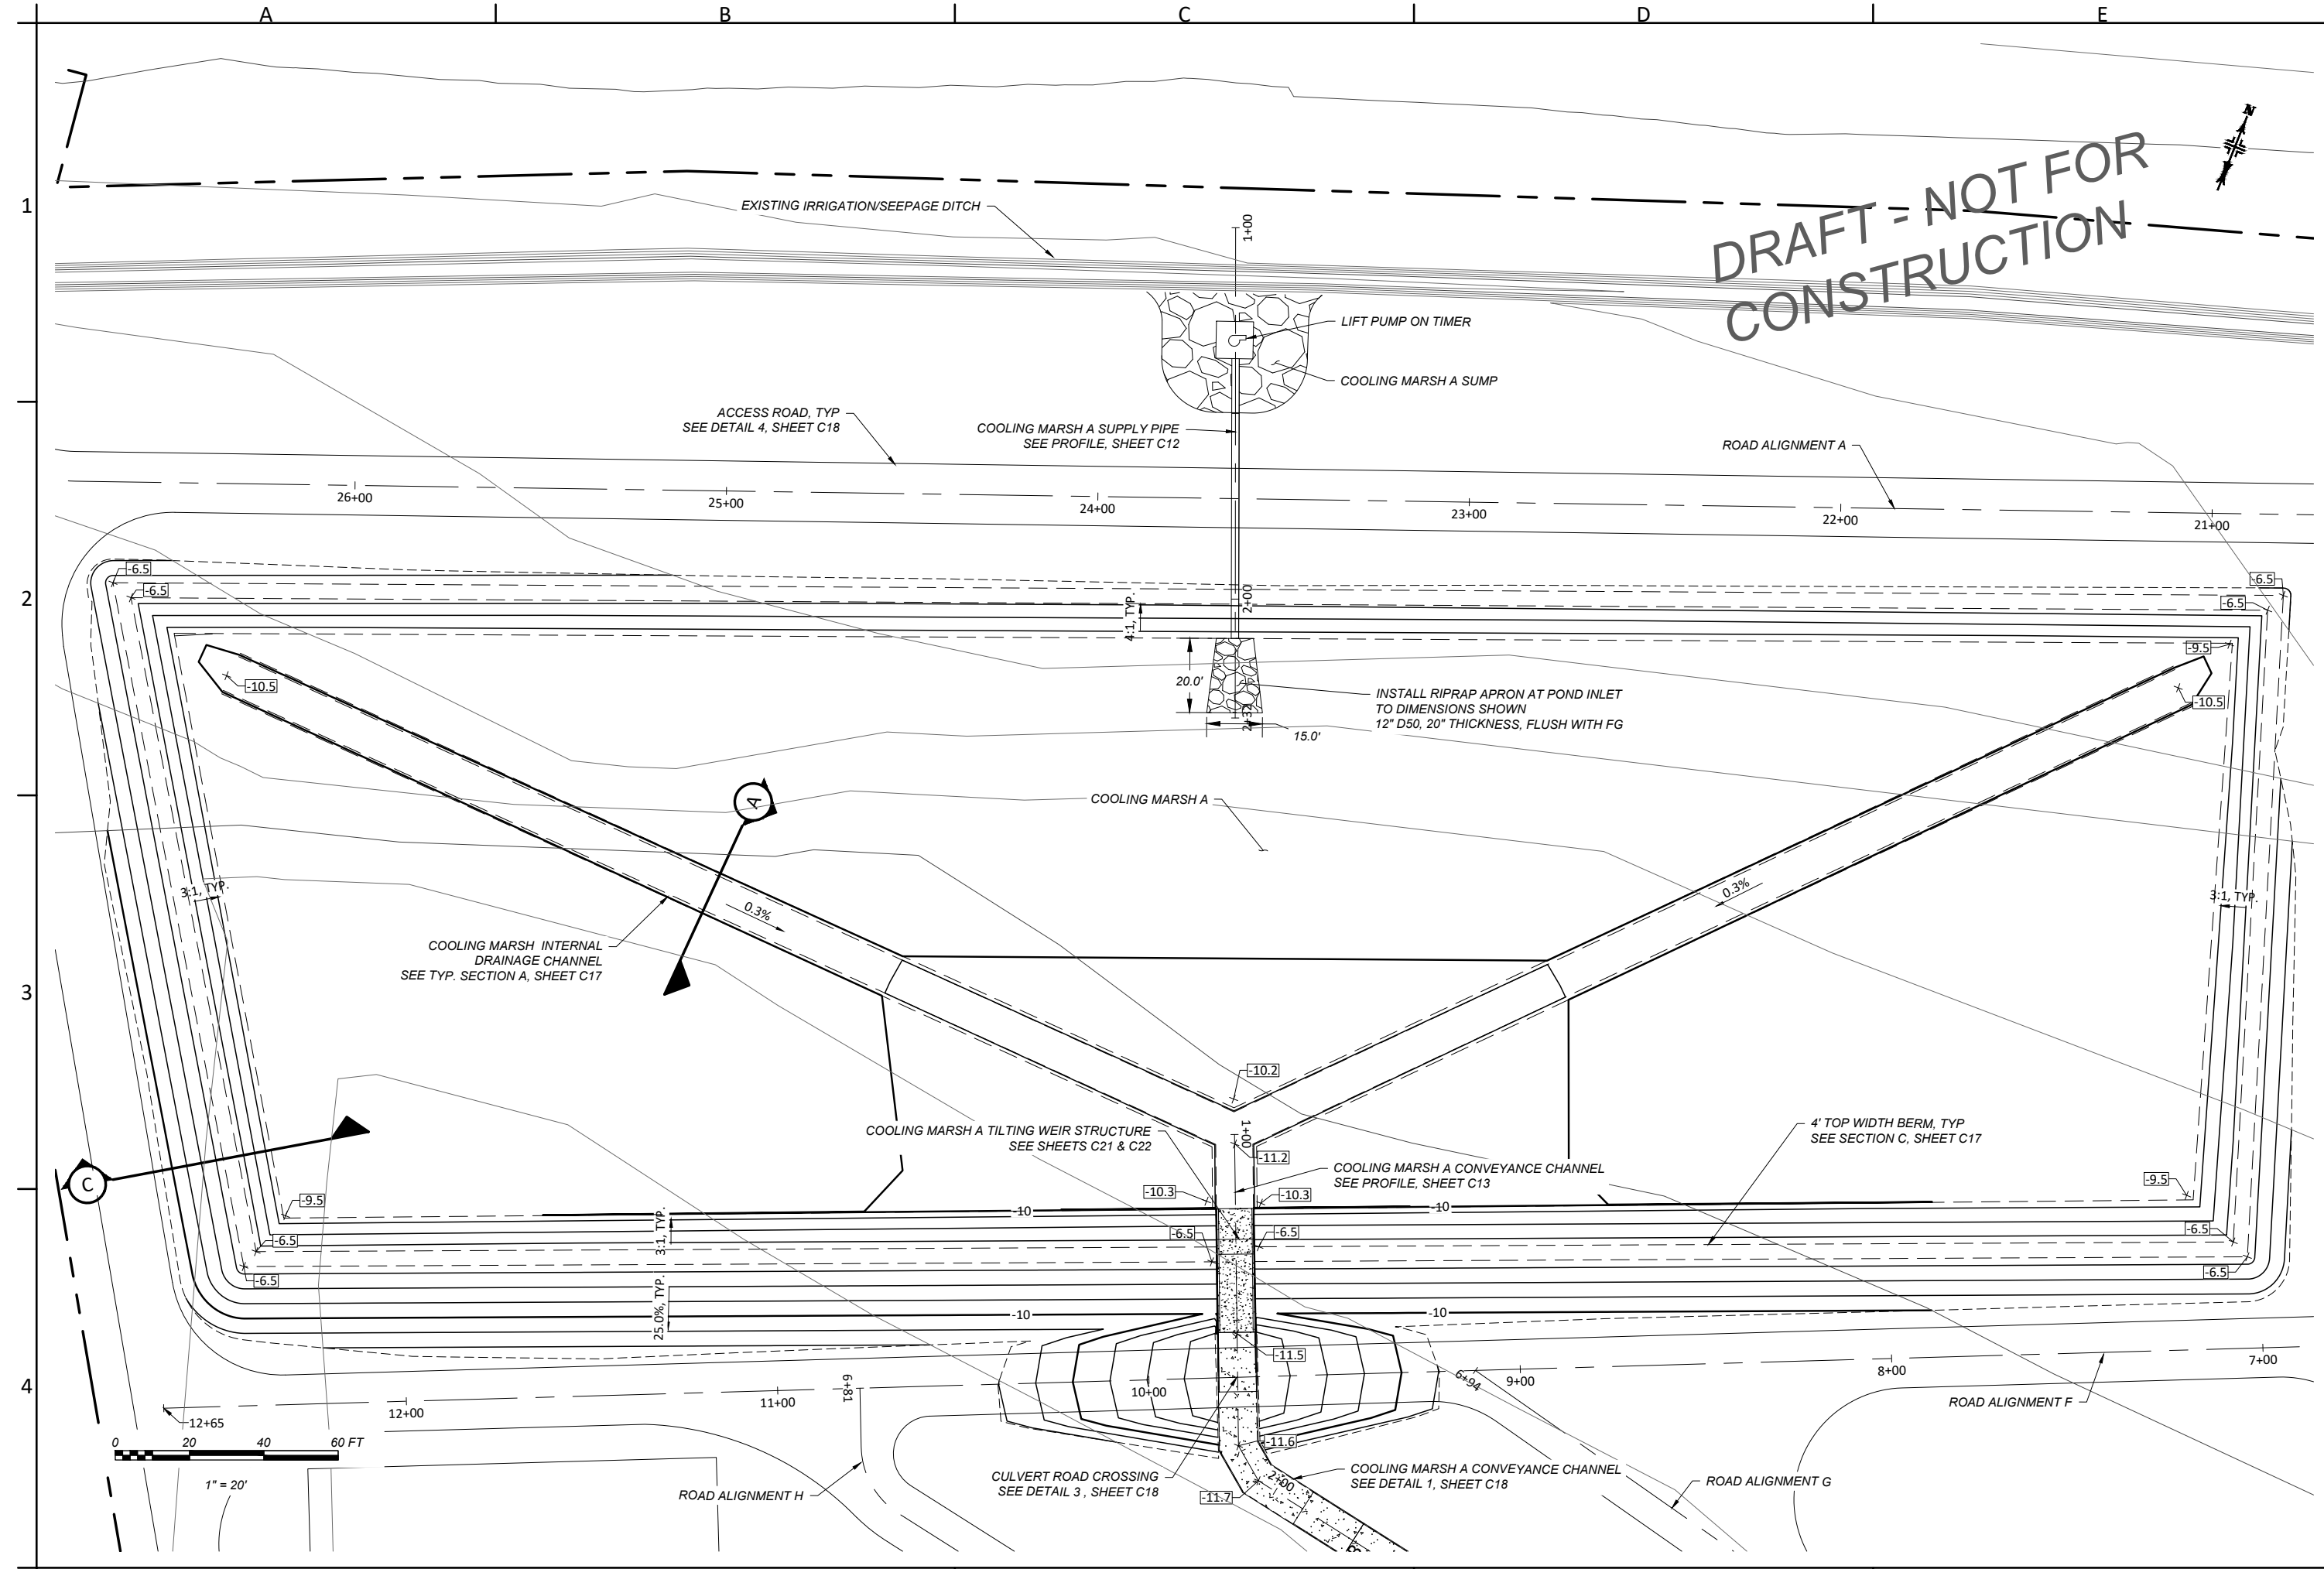 A
B
C
D
E
1
2
3
4
N
DRAFT - NOT FOR
CONSTRUCTION
EXISTING IRRIGATION/SEEPAGE DITCH
1+00
LIFT PUMP ON TIMER
COOLING MARSH A SUMP
ACCESS ROAD, TYP
SEE DETAIL 4, SHEET C18
COOLING MARSH A SUPPLY PIPE
SEE PROFILE, SHEET C12
ROAD ALIGNMENT A
26+00
25+00
24+00
23+00
22+00
21+00
-6.5
-6.5
-6.5
-6.5
4:1, TYP.
2+00
-9.5
-10.5
-10.5
20.0'
2+32
15.0'
INSTALL RIPRAP APRON AT POND INLET
TO DIMENSIONS SHOWN
12" D50, 20" THICKNESS, FLUSH WITH FG
A
COOLING MARSH A
3:1, TYP.
3:1, TYP.
0.3%
0.3%
COOLING MARSH INTERNAL
DRAINAGE CHANNEL
SEE TYP. SECTION A, SHEET C17
-10.2
COOLING MARSH A TILTING WEIR STRUCTURE
SEE SHEETS C21 & C22
1+00
-11.2
4' TOP WIDTH BERM, TYP
SEE SECTION C, SHEET C17
COOLING MARSH A CONVEYANCE CHANNEL
SEE PROFILE, SHEET C13
C
-9.5
-10.3
-10.3
-9.5
-10
-10
3:1, TYP.
-6.5
-6.5
-6.5
-6.5
-6.5
-6.5
25.0%, TYP.
-10
-10
-11.5
6+81
6+94
12+65
12+00
11+00
10+00
9+00
8+00
7+00
ROAD ALIGNMENT F
-11.6
0 20 40 60 FT
1" = 20'
ROAD ALIGNMENT H
CULVERT ROAD CROSSING
SEE DETAIL 3 , SHEET C18
-11.7
2+00
COOLING MARSH A CONVEYANCE CHANNEL
SEE DETAIL 1, SHEET C18
ROAD ALIGNMENT G